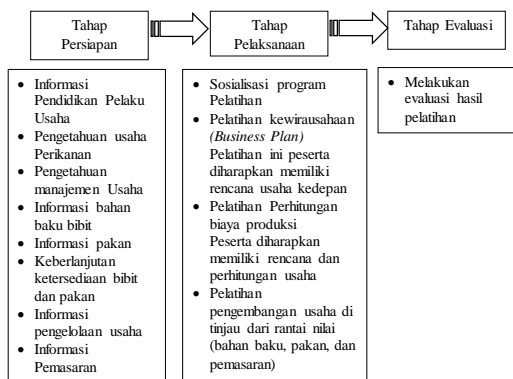 Tahap
Persiapan
Tahap
Pelaksanaan
Tahap Evaluasi
• Informasi
Pendidikan Pelaku
Usaha
• Pengetahuan usaha
Perikanan
• Pengetahuan
manajemen Usaha
• Informasi bahan
baku bibit
• Informasi pakan
• Keberlanjutan
ketersediaan bibit
dan pakan
• Informasi
pengelolaan usaha
• Informasi
Pemasaran
• Sosialisasi program
Pelatihan
• Pelatihan kewirausahaan
(Business Plan)
Pelatihan ini peserta
diharapkan memiliki
rencana usaha kedepan
• Pelatihan Perhitungan
biaya produksi
Peserta diharapkan
memiliki rencana dan
perhitungan usaha
• Pelatihan
pengembangan usaha di
tinjau dari rantai nilai
(bahan baku, pakan, dan
pemasaran)
• Melakukan
evaluasi hasil
pelatihan